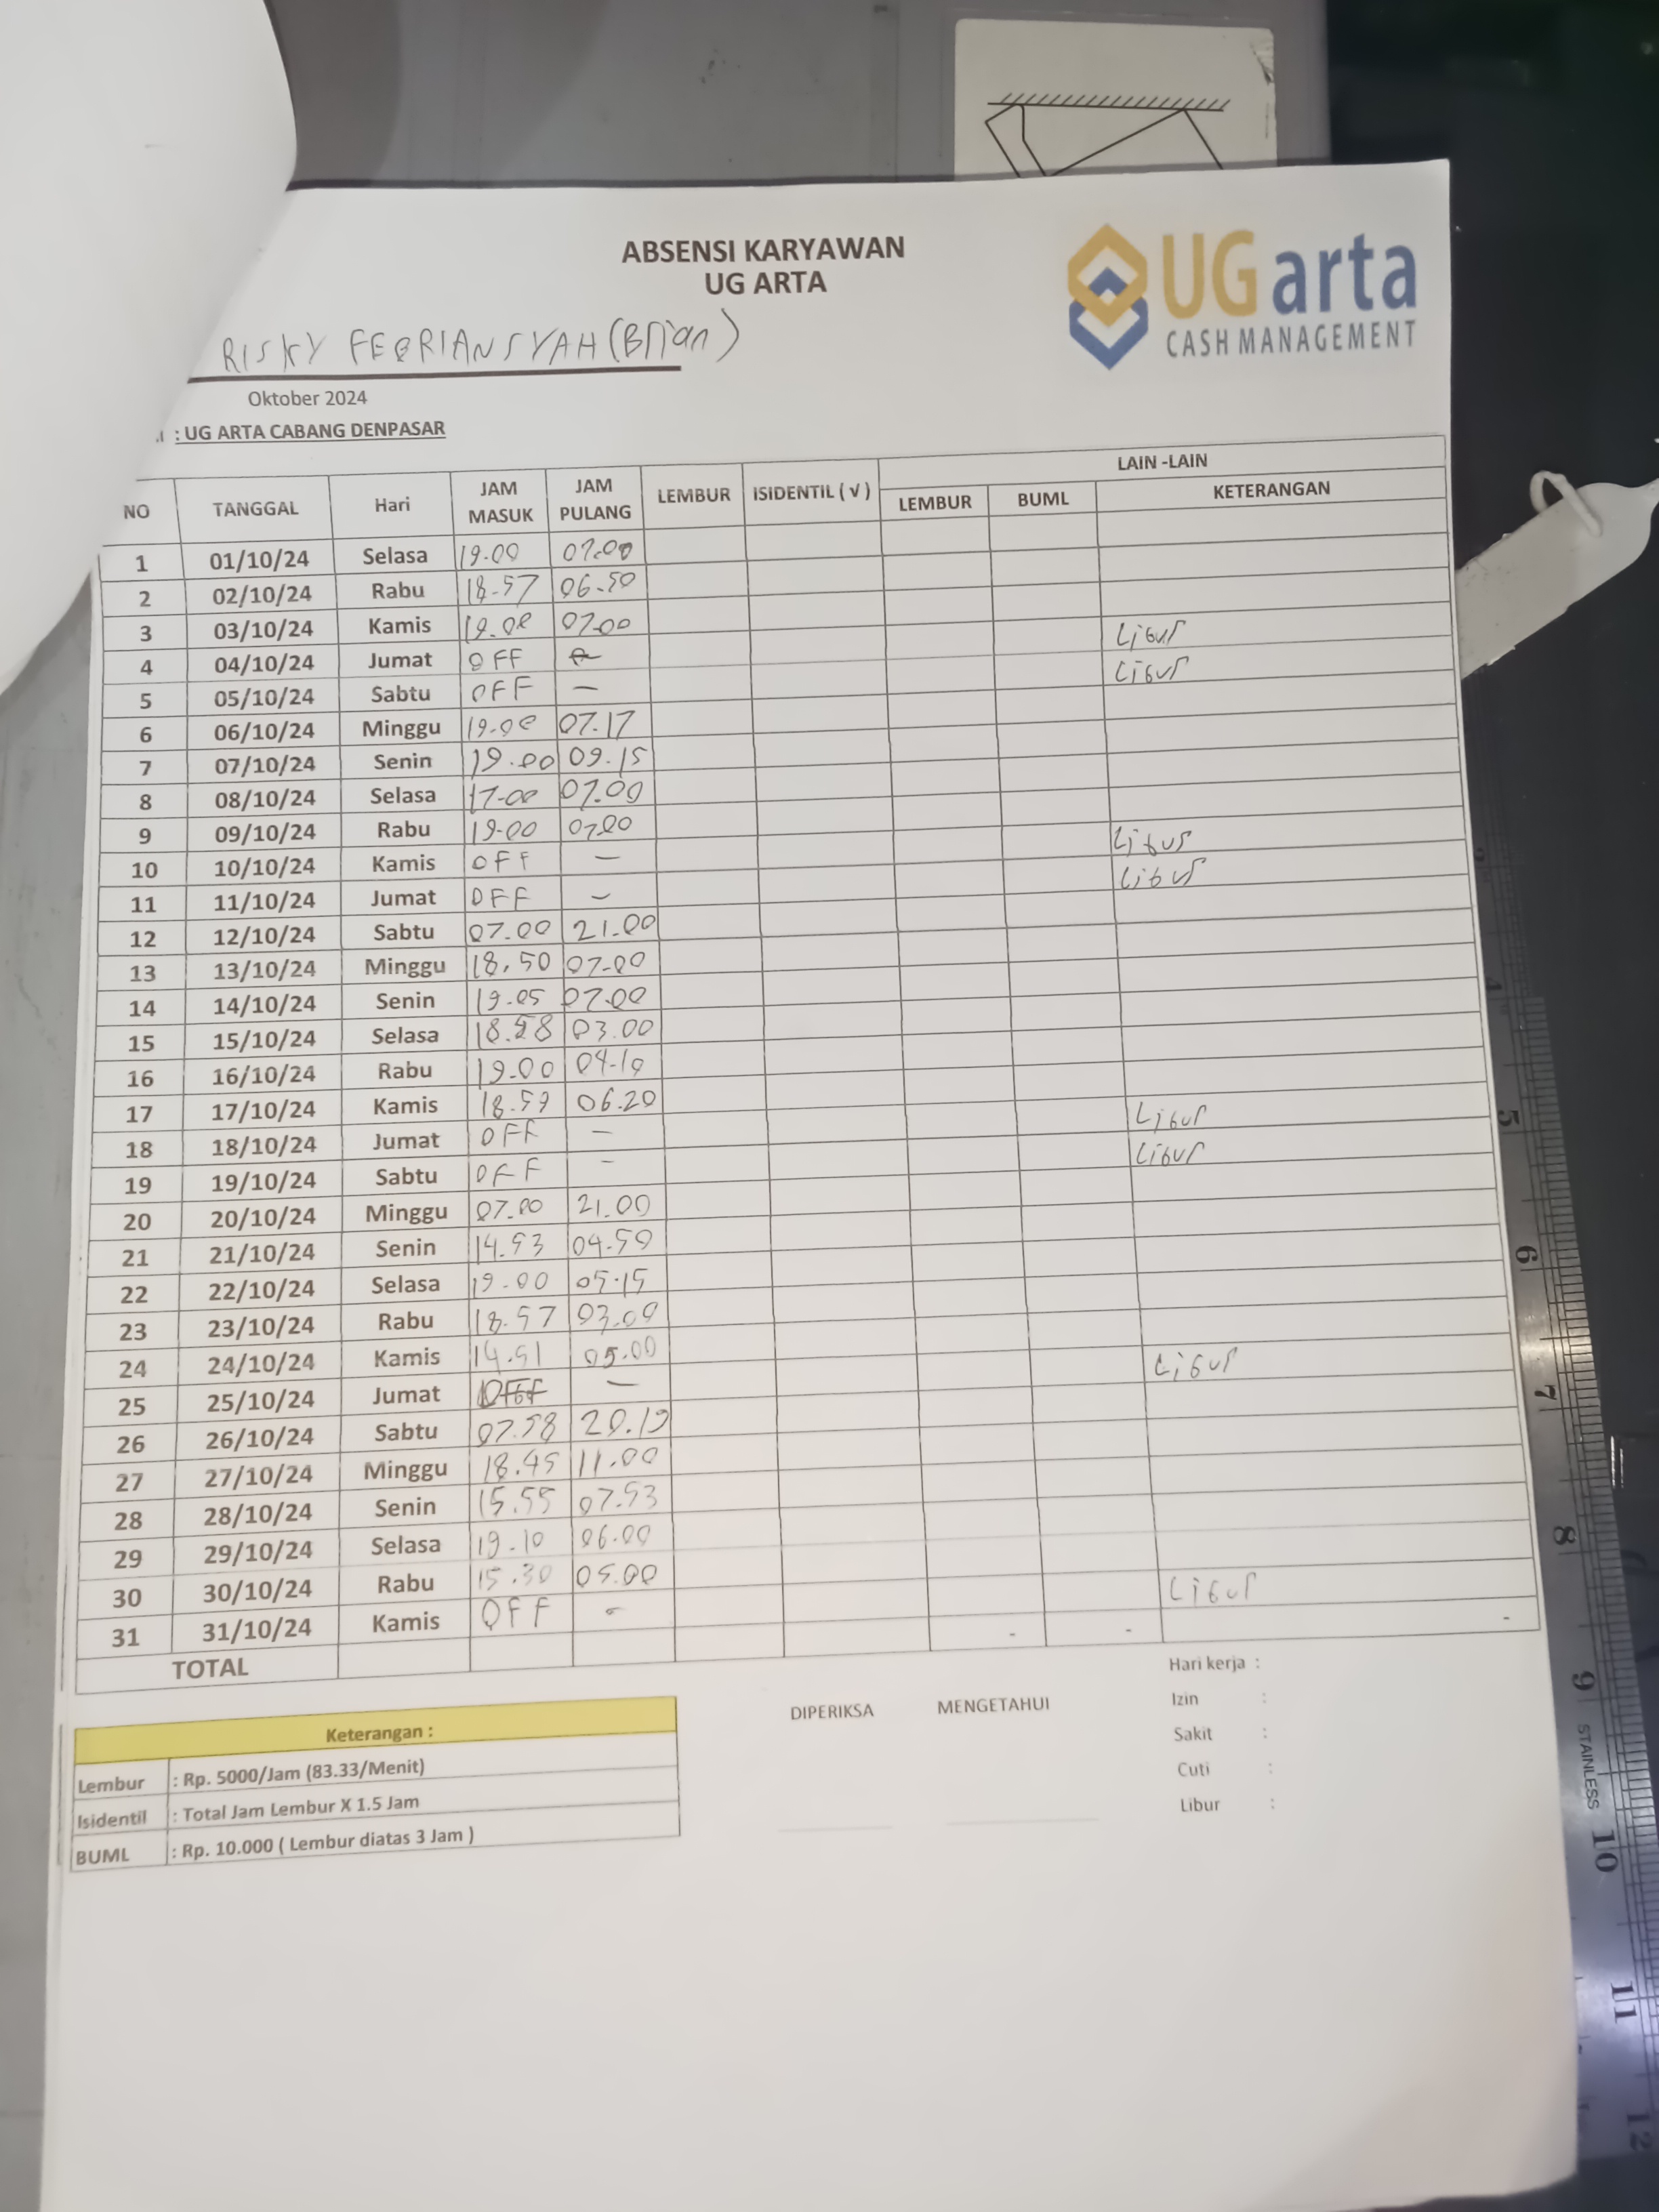 ABSENSI KARYAWAN
UG ARTA
UGarta
CASH MANAGEMENT
RISKY FEBRIANSYAH (Brian)
Oktober 2024
: UG ARTA CABANG DENPASAR
NO TANGGAL Hari JAM MASUK JAM PULANG LEMBUR ISIDENTIL ( √ ) LAIN -LAIN
LEMBUR BUML KETERANGAN
1 01/10/24 Selasa 19.00 07.00
2 02/10/24 Rabu 18.57 06.50
3 03/10/24 Kamis 19.00 07.00
4 04/10/24 Jumat OFF Libur
5 05/10/24 Sabtu OFF — Libur
6 06/10/24 Minggu 19.00 07.17
7 07/10/24 Senin 19.00 09.15
8 08/10/24 Selasa 17.00 07.00
9 09/10/24 Rabu 19.00 07.00
10 10/10/24 Kamis OFF — Libur
11 11/10/24 Jumat OFF — Libur
12 12/10/24 Sabtu 07.00 21.00
13 13/10/24 Minggu 18.50 07.00
14 14/10/24 Senin 19.05 07.00
15 15/10/24 Selasa 18.58 03.00
16 16/10/24 Rabu 19.00
17 17/10/24 Kamis 18.59 06.20
18 18/10/24 Jumat OFF — Libur
19 19/10/24 Sabtu OFF - Libur
20 20/10/24 Minggu 07.00 21.00
21 21/10/24 Senin 14.53 04.50
22 22/10/24 Selasa 19.00 05.15
23 23/10/24 Rabu 18.57 03.00
24 24/10/24 Kamis 14.51 05.00
25 25/10/24 Jumat OFF — Libur
26 26/10/24 Sabtu 07.58 20.19
27 27/10/24 Minggu 18.45 11.00
28 28/10/24 Senin 15.55 07.53
29 29/10/24 Selasa 19.10 06.00
30 30/10/24 Rabu 15.30 05.00
31 31/10/24 Kamis OFF - Libur
TOTAL - - -
Keterangan :
Lembur : Rp. 5000/Jam (83.33/Menit)
Isidentil : Total Jam Lembur X 1.5 Jam
BUML : Rp. 10.000 ( Lembur diatas 3 Jam )
DIPERIKSA MENGETAHUI
Hari kerja :
Izin :
Sakit :
Cuti :
Libur :
5
6
7
8
9
STAINLESS
10
11
12